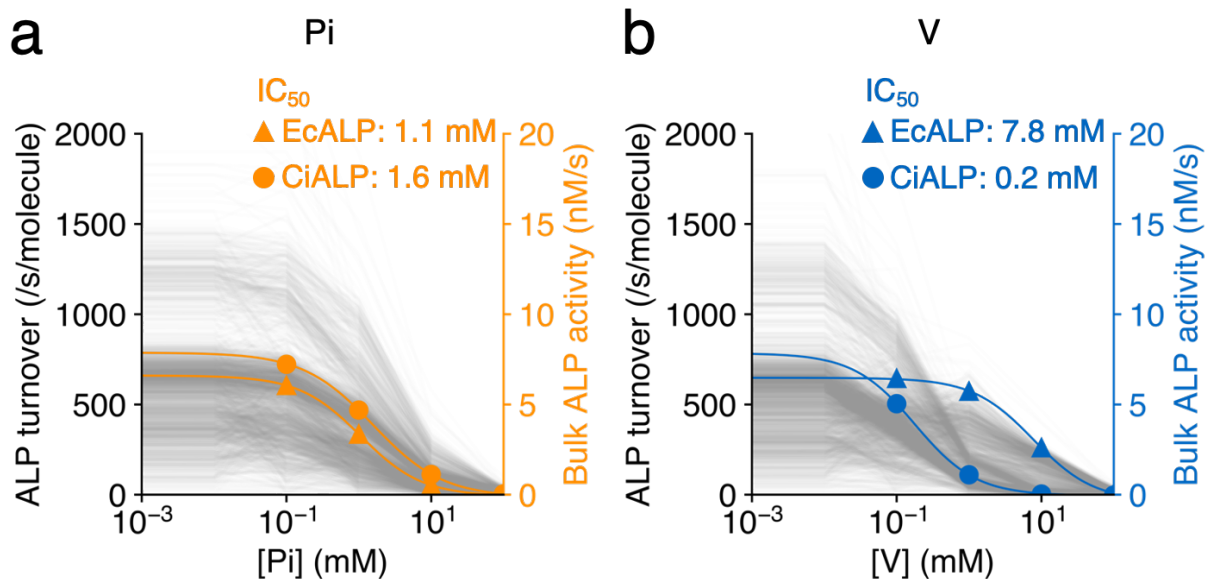 a
Pi
IC₅₀
▲ EcALP: 1.1 mM
● CiALP: 1.6 mM
ALP turnover (/s/molecule)
2000
1500
1000
500
0
20
15
10
5
0
Bulk ALP activity (nM/s)
10⁻³
10⁻¹
10¹
[Pi] (mM)
b
V
IC₅₀
▲ EcALP: 7.8 mM
● CiALP: 0.2 mM
ALP turnover (/s/molecule)
2000
1500
1000
500
0
20
15
10
5
0
Bulk ALP activity (nM/s)
10⁻³
10⁻¹
10¹
[V] (mM)